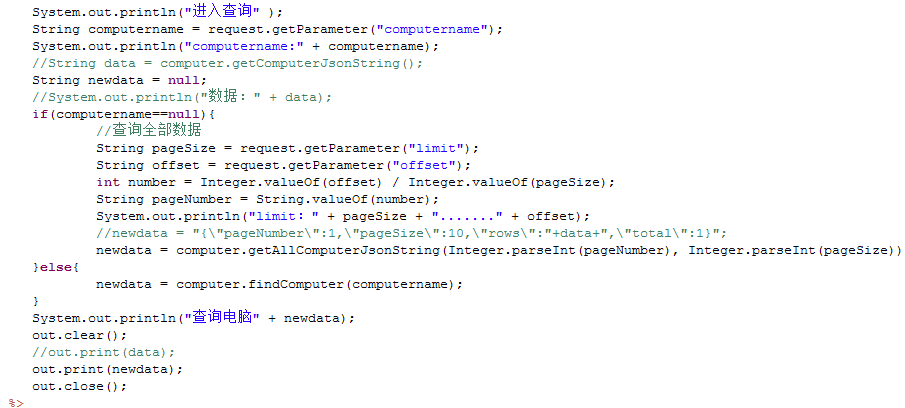 System.out.println("进入查询" );
String computername = request.getParameter("computername");
System.out.println("computername:" + computername);
//String data = computer.getComputerJsonString();
String newdata = null;
//System.out.println("数据：" + data);
if(computername==null){
//查询全部数据
String pageSize = request.getParameter("limit");
String offset = request.getParameter("offset");
int number = Integer.valueOf(offset) / Integer.valueOf(pageSize);
String pageNumber = String.valueOf(number);
System.out.println("limit：" + pageSize + "......." + offset);
//newdata = "{\"pageNumber\":1,\"pageSize\":10,\"rows\":"+data+",\"total\":1}";
newdata = computer.getAllComputerJsonString(Integer.parseInt(pageNumber), Integer.parseInt(pageSize))
}else{
newdata = computer.findComputer(computername);
}
System.out.println("查询电脑" + newdata);
out.clear();
//out.print(data);
out.print(newdata);
out.close();
%>